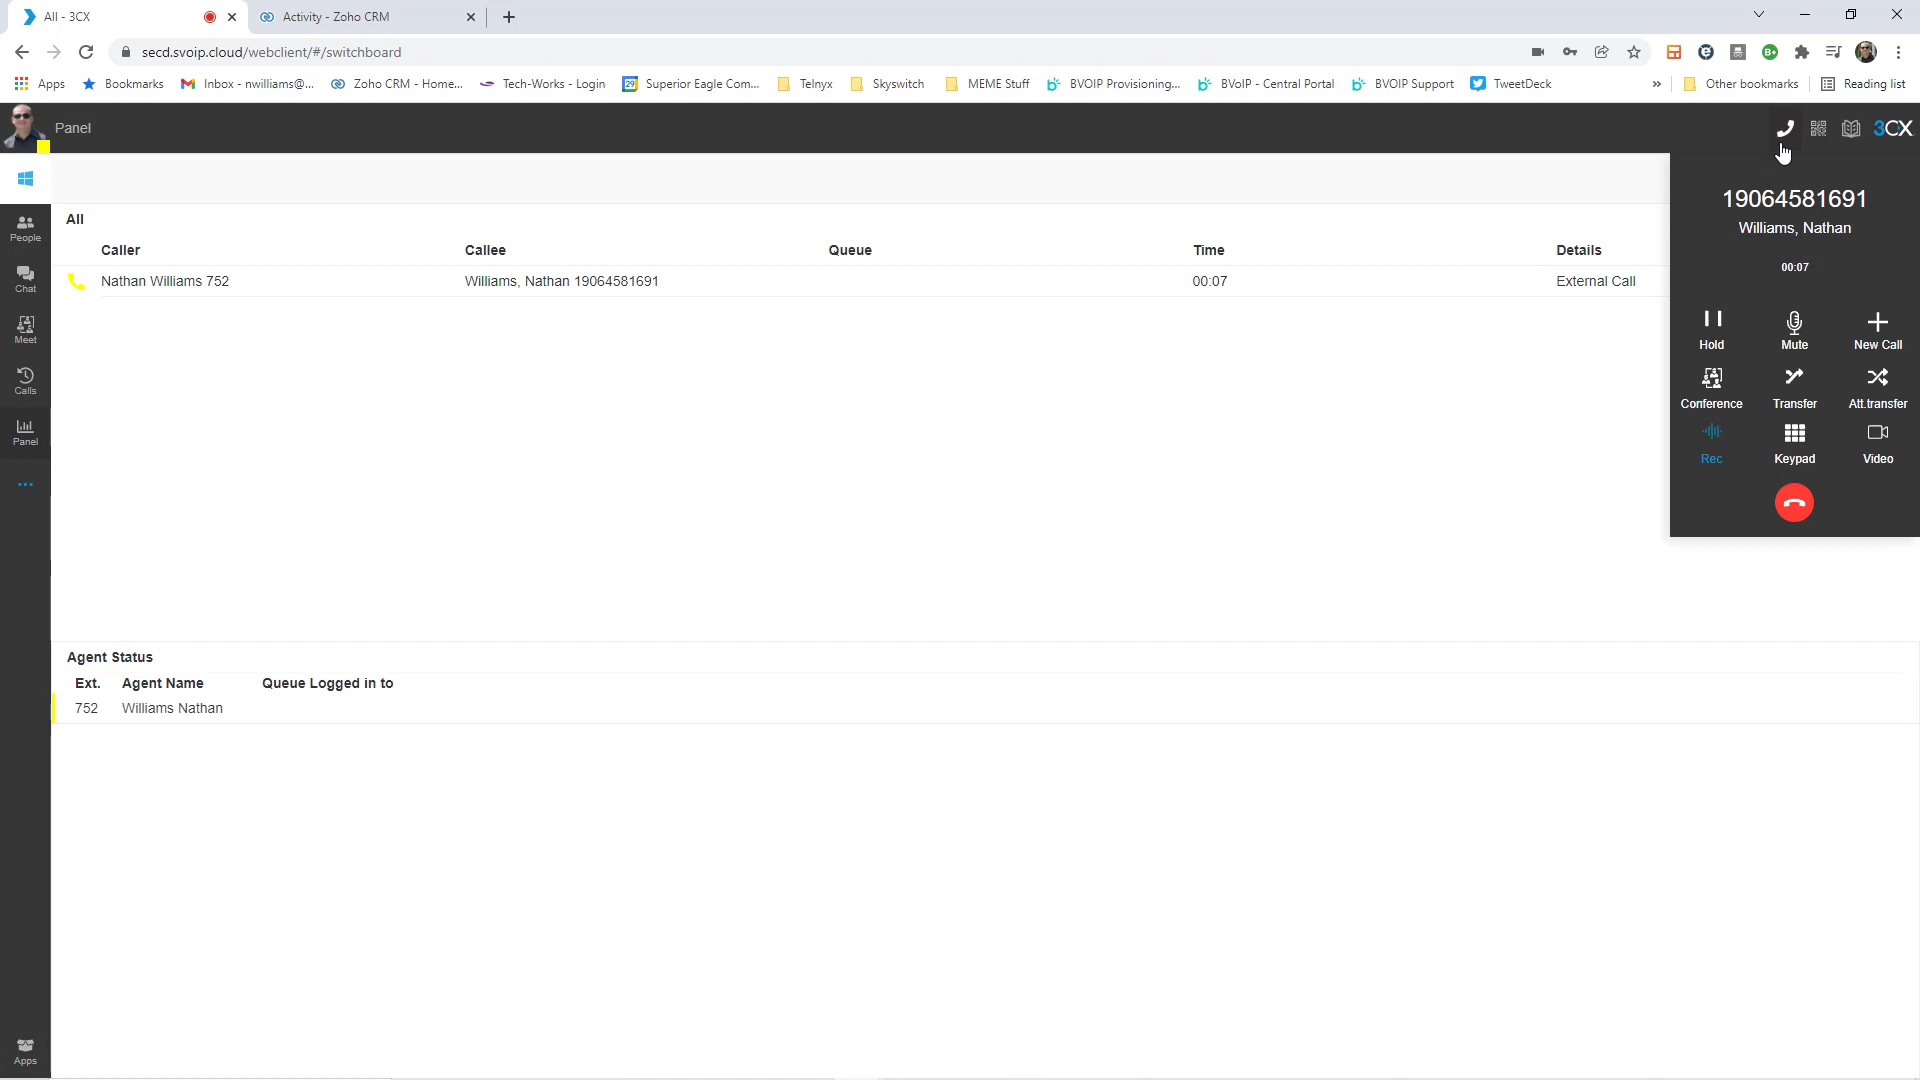 All - 3CX
Activity - Zoho CRM
secd.svoip.cloud/webclient/#/switchboard
Apps Bookmarks Inbox - nwilliams@... Zoho CRM - Home... Tech-Works - Login Superior Eagle Com... Telnyx Skyswitch MEME Stuff BVOIP Provisioning... BVoIP - Central Portal BVOIP Support TweetDeck » Other bookmarks Reading list
Panel
3CX
People
Chat
Meet
Calls
Panel
Apps
All
Caller Callee Queue Time Details
Nathan Williams 752 Williams, Nathan 19064581691 00:07 External Call
19064581691
Williams, Nathan
00:07
Hold Mute New Call
Conference Transfer Att.transfer
Rec Keypad Video
Agent Status
Ext. Agent Name Queue Logged in to
752 Williams Nathan